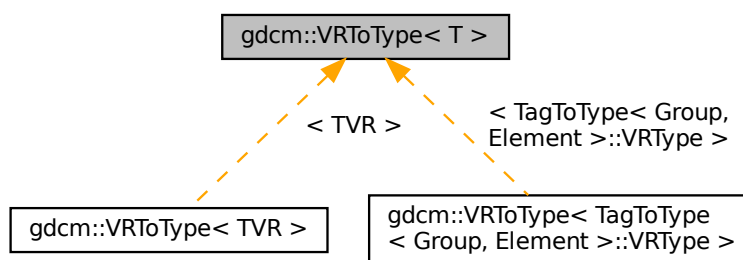 gdcm::VRToType< T >
< TVR >
< TagToType< Group,
Element >::VRType >
gdcm::VRToType< TVR >
gdcm::VRToType< TagToType
< Group, Element >::VRType >